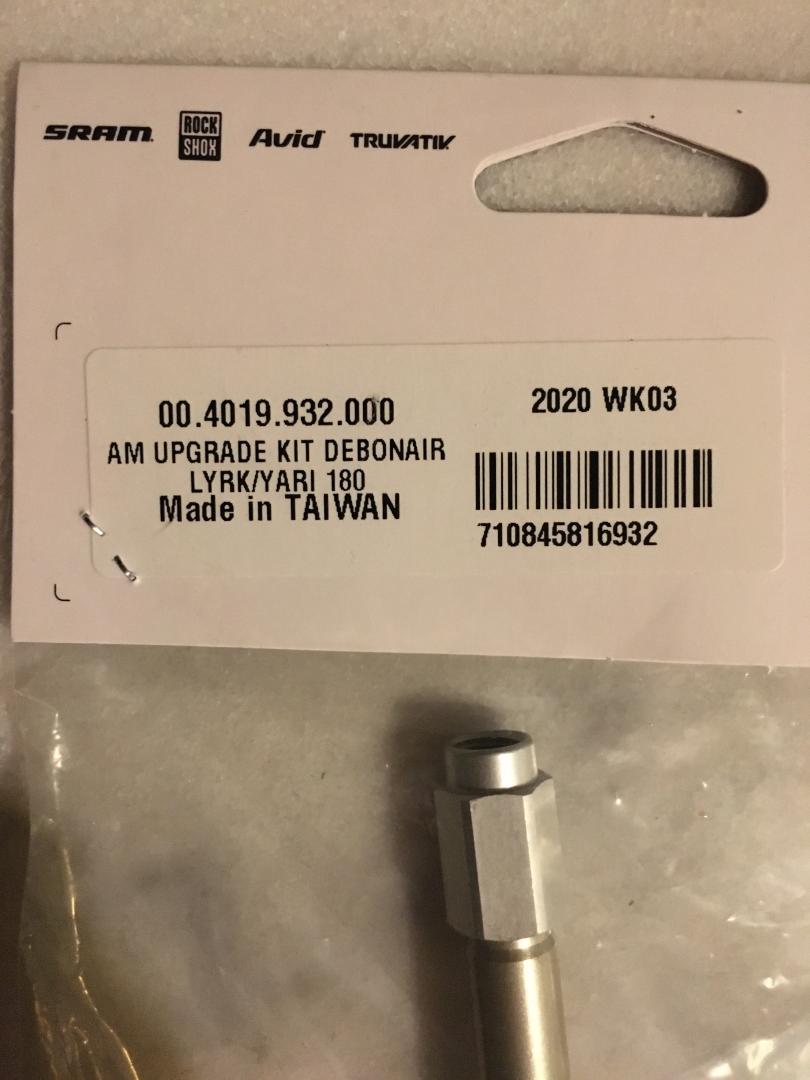 SRAM ROCK SHOX Avid TRUVATIV
00.4019.932.000
AM UPGRADE KIT DEBONAIR
LYRK/YARI 180
Made in TAIWAN
2020 WK03
710845816932